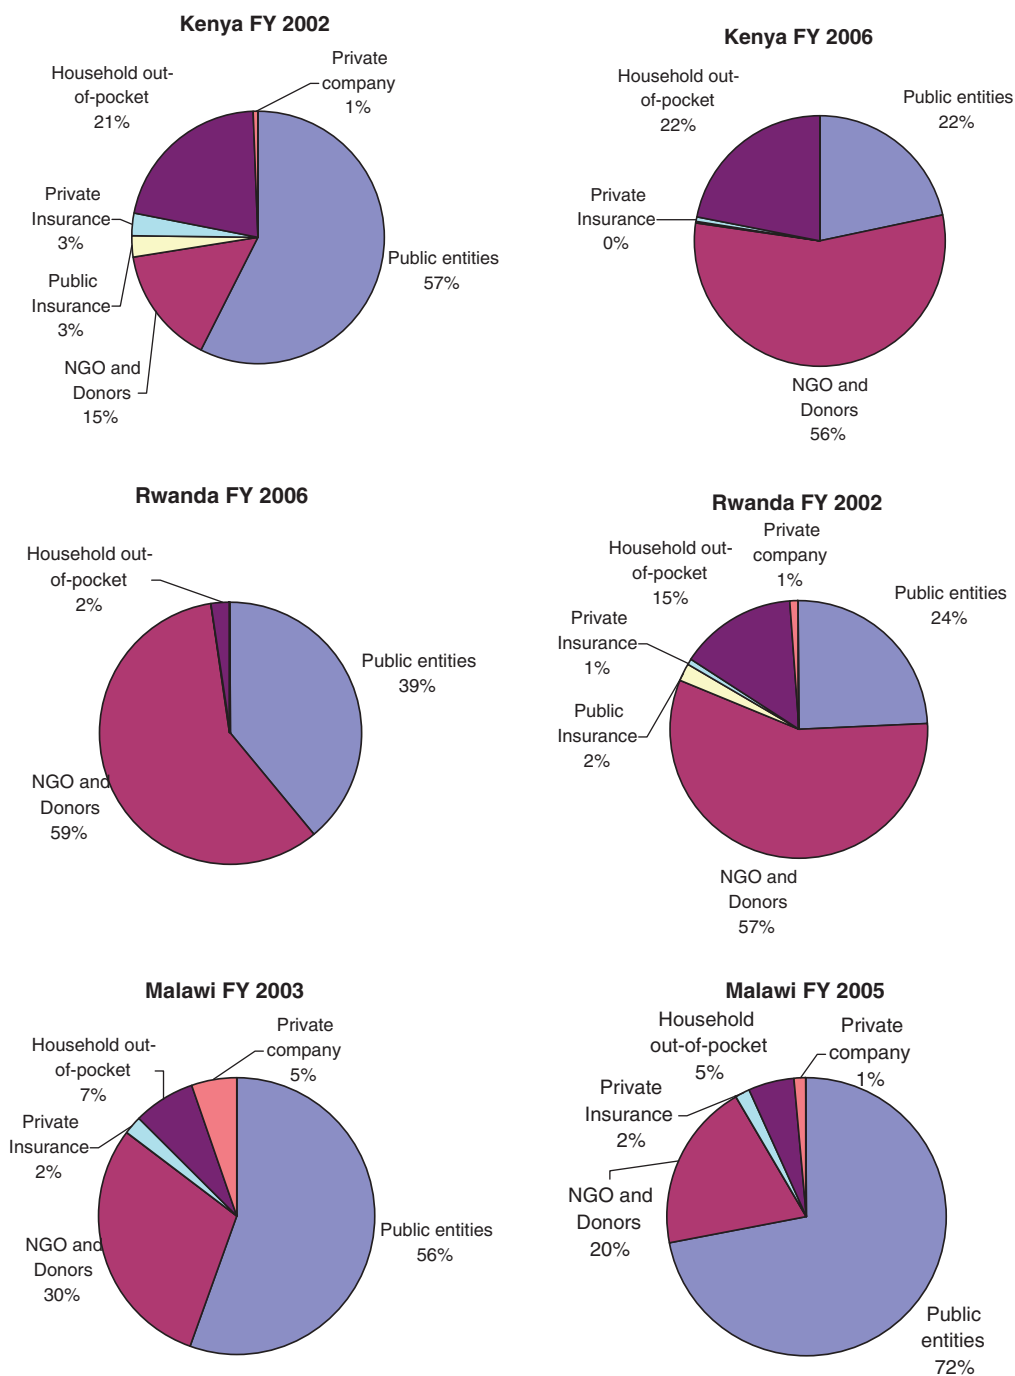 Kenya FY 2002
Private
company
1%
Household out-
of-pocket
21%
Private
Insurance
3%
Public
Insurance
3%
NGO and
Donors
15%
Public entities
57%
Kenya FY 2006
Household out-
of-pocket
22%
Public entities
22%
Private
Insurance
0%
NGO and
Donors
56%
Rwanda FY 2006
Household out-
of-pocket
2%
Public entities
39%
NGO and
Donors
59%
Rwanda FY 2002
Private
company
1%
Household out-
of-pocket
15%
Public entities
24%
Private
Insurance
1%
Public
Insurance
2%
NGO and
Donors
57%
Malawi FY 2003
Private
company
5%
Household out-
of-pocket
7%
Private
Insurance
2%
Public entities
56%
NGO and
Donors
30%
Malawi FY 2005
Household
out-of-pocket
5%
Private
company
1%
Private
Insurance
2%
NGO and
Donors
20%
Public
entities
72%